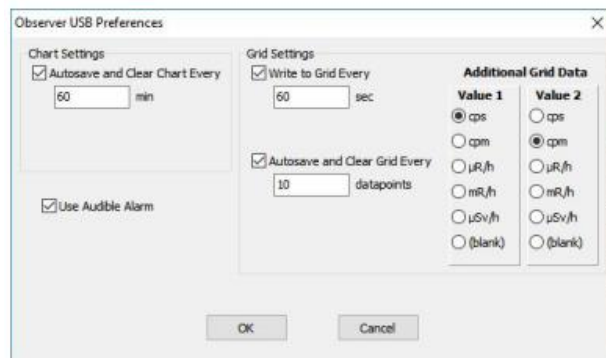 Observer USB Preferences
Chart Settings
Autosave and Clear Chart Every
60 min
Use Audible Alarm
Grid Settings
Write to Grid Every
60 sec
Autosave and Clear Grid Every
10 datapoints
Additional Grid Data
Value 1
cps
cpm
µR/h
mR/h
µSv/h
(blank)
Value 2
cps
cpm
µR/h
mR/h
µSv/h
(blank)
OK Cancel